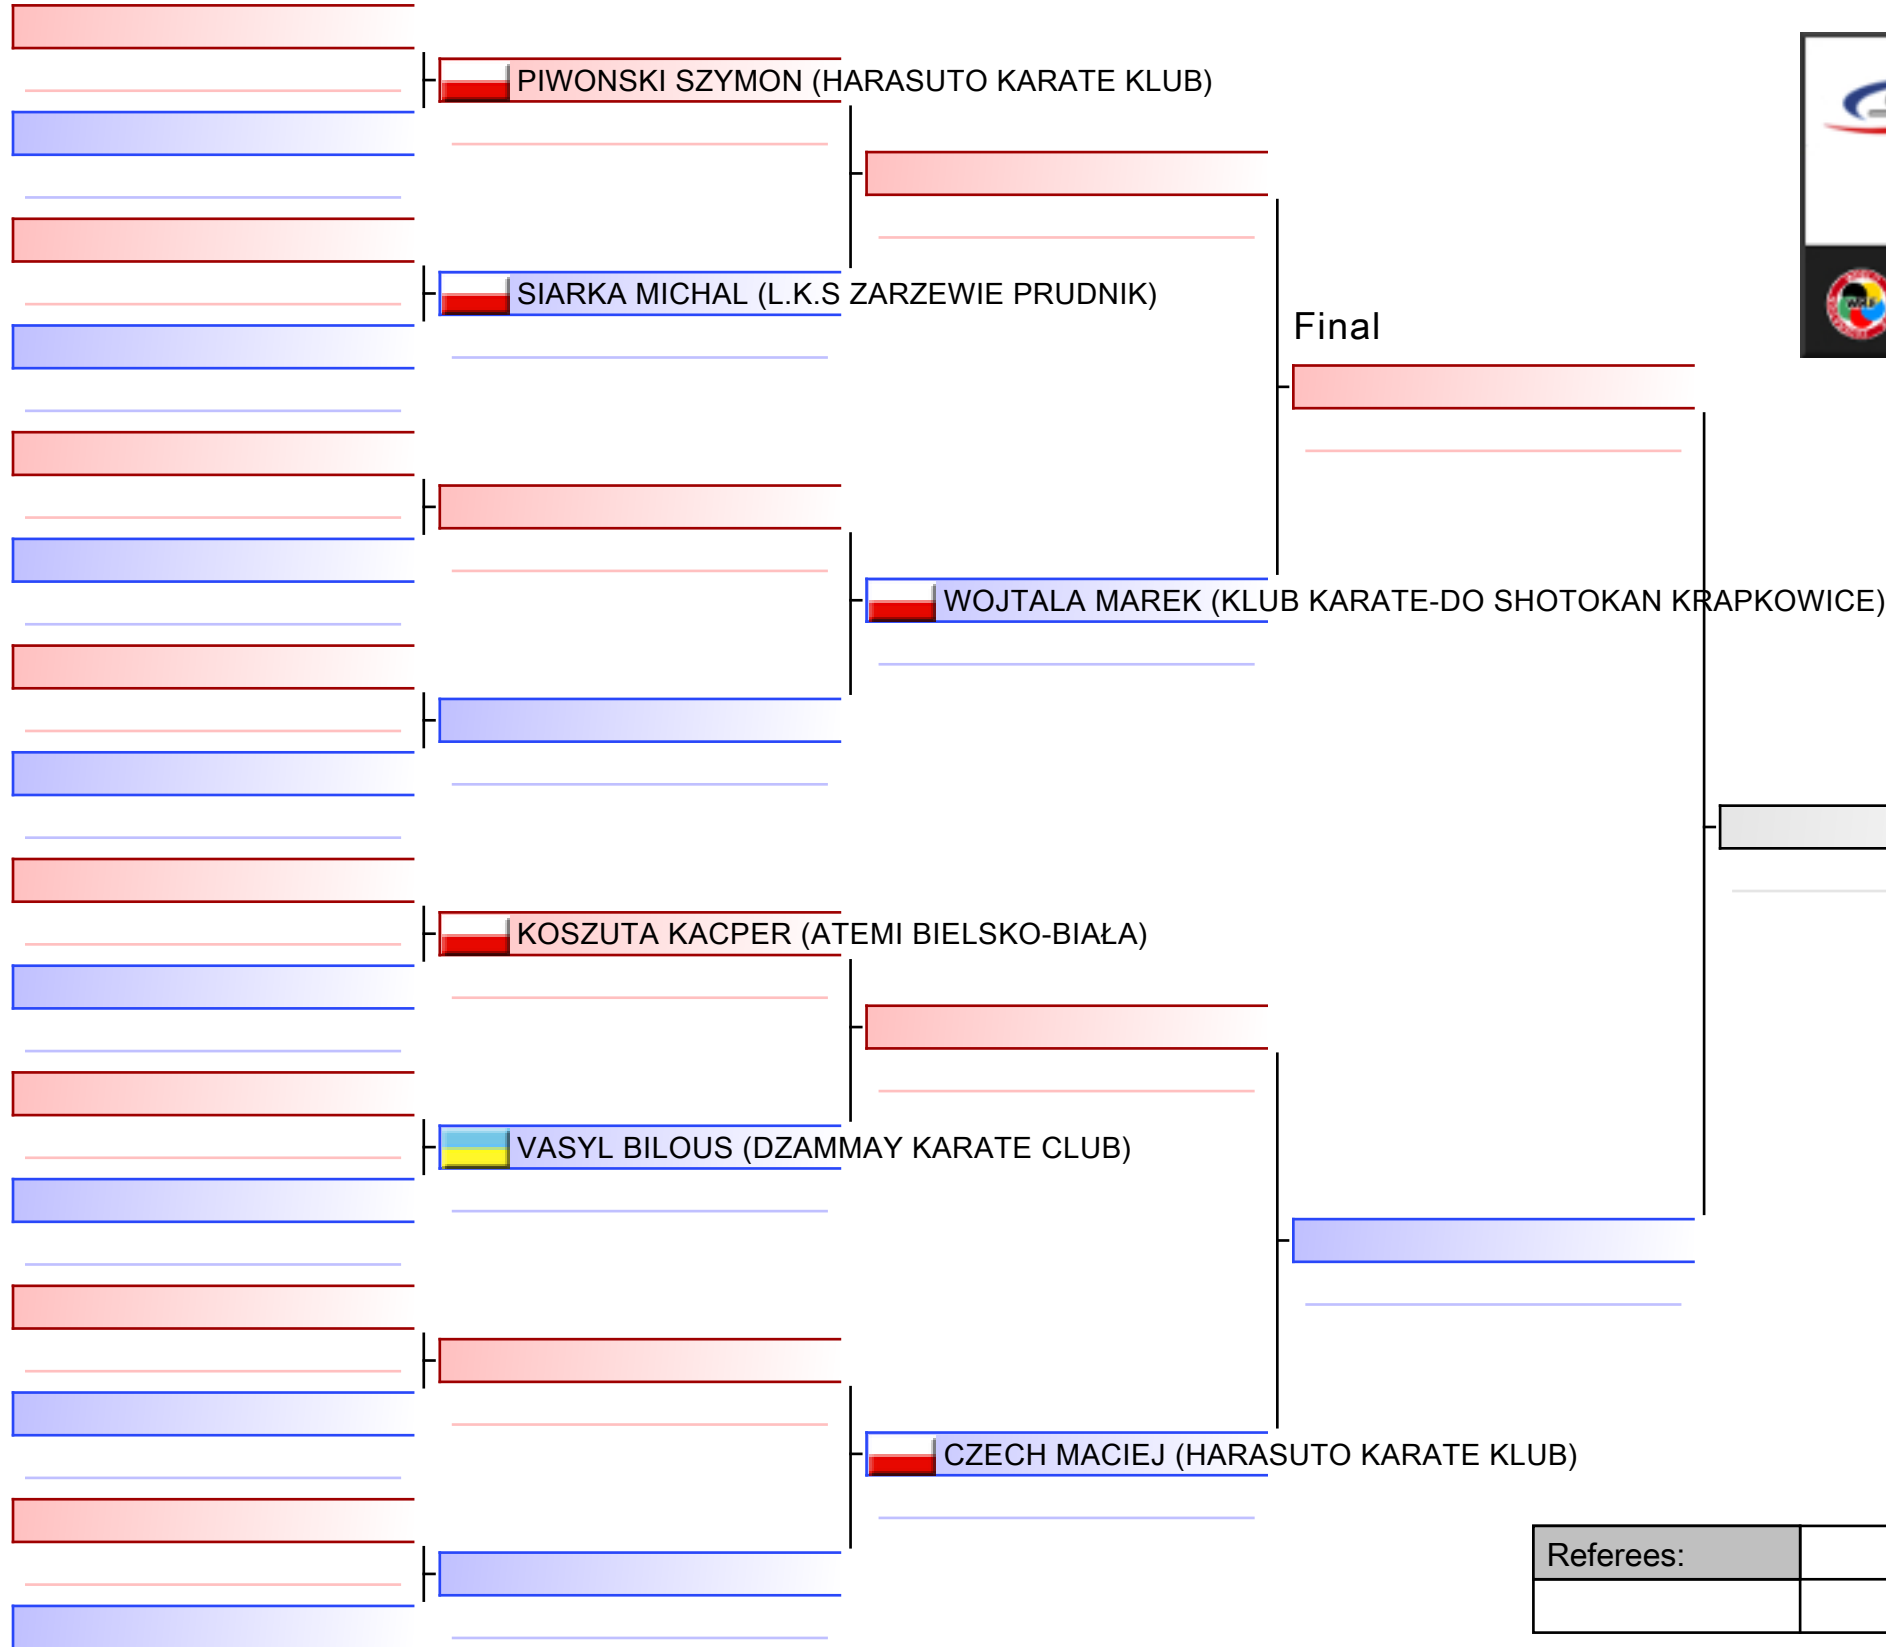 PIWONSKI SZYMON (HARASUTO KARATE KLUB)
SIARKA MICHAL (L.K.S ZARZEWIE PRUDNIK)
Final
WOJTALA MAREK (KLUB KARATE-DO SHOTOKAN KRAPKOWICE)
KOSZUTA KACPER (ATEMI BIELSKO-BIAŁA)
VASYL BILOUS (DZAMMAY KARATE CLUB)
CZECH MACIEJ (HARASUTO KARATE KLUB)
Referees: